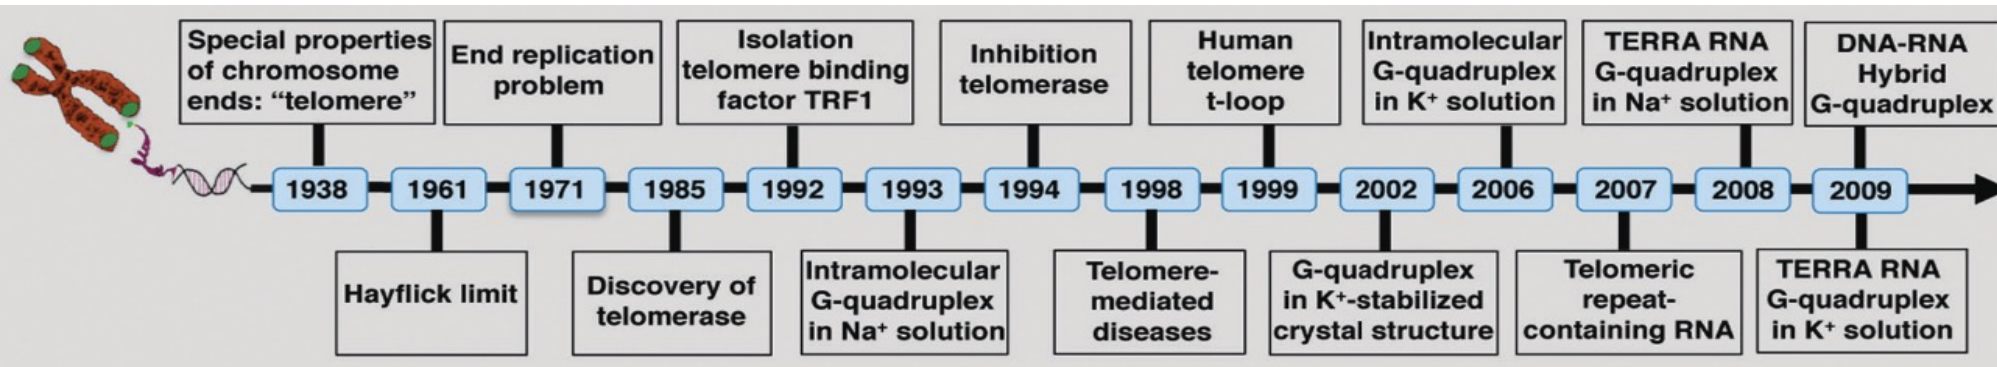 Special properties
of chromosome
ends: “telomere”
End replication
problem
Isolation
telomere binding
factor TRF1
Inhibition
telomerase
Human
telomere
t-loop
Intramolecular
G-quadruplex
in K⁺ solution
TERRA RNA
G-quadruplex
in Na⁺ solution
DNA-RNA
Hybrid
G-quadruplex
1938
1961
1971
1985
1992
1993
1994
1998
1999
2002
2006
2007
2008
2009
Hayflick limit
Discovery of
telomerase
Intramolecular
G-quadruplex
in Na⁺ solution
Telomere-
mediated
diseases
G-quadruplex
in K⁺-stabilized
crystal structure
Telomeric
repeat-
containing RNA
TERRA RNA
G-quadruplex
in K⁺ solution